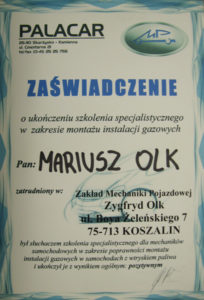 PALACAR
MP
ZAŚWIADCZENIE
o ukończeniu szkolenia specjalistycznego
w zakresie montażu instalacji gazowych
Pan: MARIUSZ OLK
zatrudniony w: Zakład Mechaniki Pojazdowej
Zygfryd Olk
ul. Boya Żeleńskiego 7
75-713 KOSZALIN
był słuchaczem szkolenia specjalistycznego dla mechaników
samochodowych w zakresie poprawności montażu
instalacji gazowych w samochodach z wtryskiem paliwa
i ukończył je z wynikiem ogólnym: pozytywnym